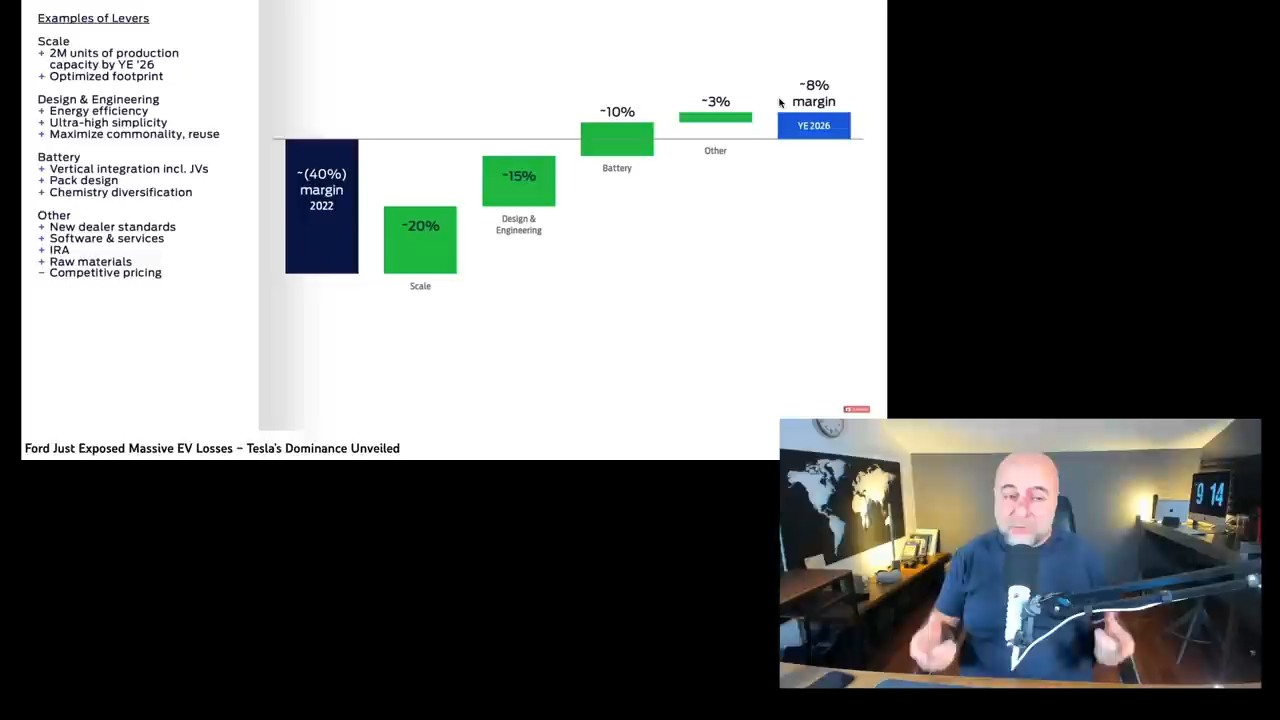 Examples of Levers
Scale
+ 2M units of production
capacity by YE '26
+ Optimized footprint
Design & Engineering
+ Energy efficiency
+ Ultra-high simplicity
+ Maximize commonality, reuse
Battery
+ Vertical integration incl. JVs
+ Pack design
+ Chemistry diversification
Other
+ New dealer standards
+ Software & services
+ IRA
+ Raw materials
– Competitive pricing
~(40%)
margin
2022
~20%
Scale
~15%
Design &
Engineering
~10%
Battery
~3%
Other
~8%
margin
YE 2026
Ford Just Exposed Massive EV Losses – Tesla's Dominance Unveiled
9 14